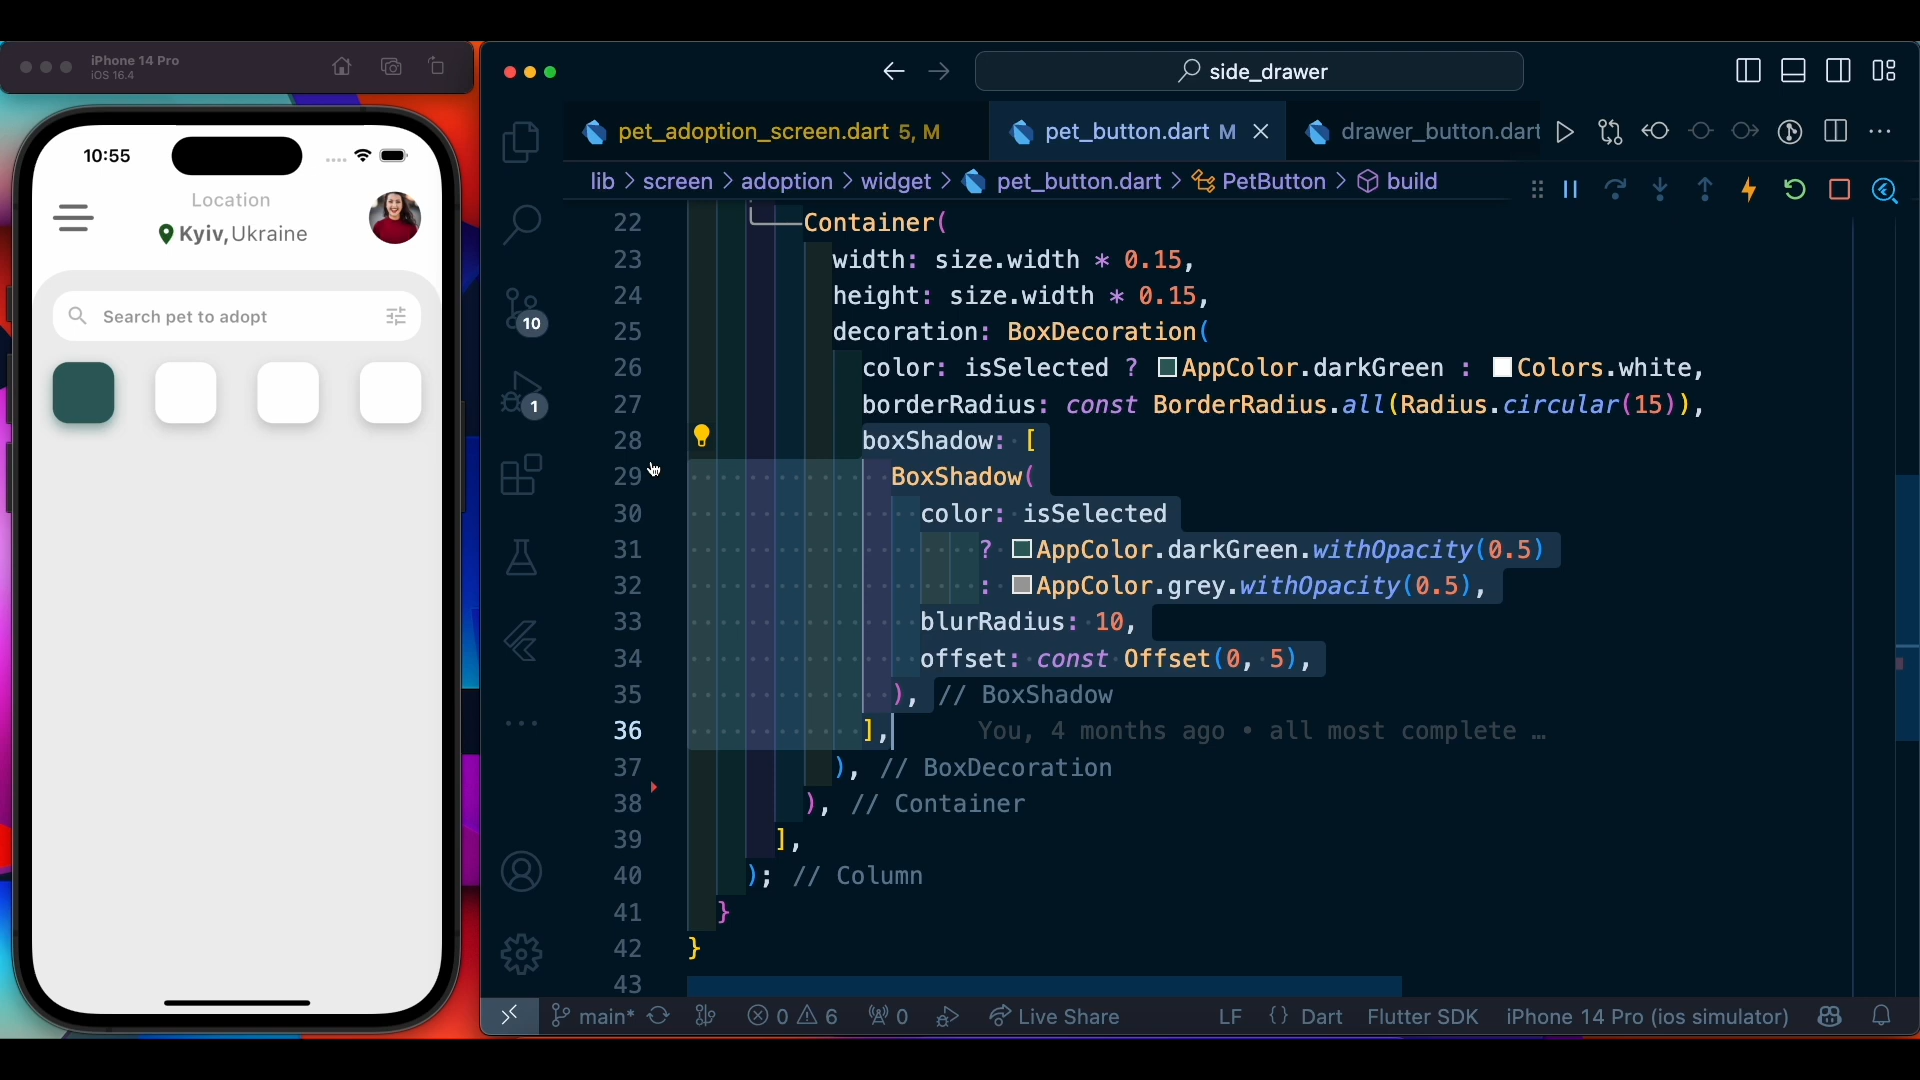 iPhone 14 Pro
iOS 16.4
10:55
Location
Kyiv, Ukraine
Search pet to adopt
side_drawer
pet_adoption_screen.dart 5, M
pet_button.dart M
drawer_button.dart
lib > screen > adoption > widget > pet_button.dart > PetButton > build
10
1
22 Container(
23 width: size.width * 0.15,
24 height: size.width * 0.15,
25 decoration: BoxDecoration(
26 color: isSelected ? AppColor.darkGreen : Colors.white,
27 borderRadius: const BorderRadius.all(Radius.circular(15)),
28 boxShadow: [
29 BoxShadow(
30 color: isSelected
31 ? AppColor.darkGreen.withOpacity(0.5)
32 : AppColor.grey.withOpacity(0.5),
33 blurRadius: 10,
34 offset: const Offset(0, 5),
35 ), // BoxShadow
36 ], You, 4 months ago • all most complete …
37 ), // BoxDecoration
38 ), // Container
39 ],
40 ); // Column
41 }
42 }
43
main* 0 6 0 Live Share LF {} Dart Flutter SDK iPhone 14 Pro (ios simulator)